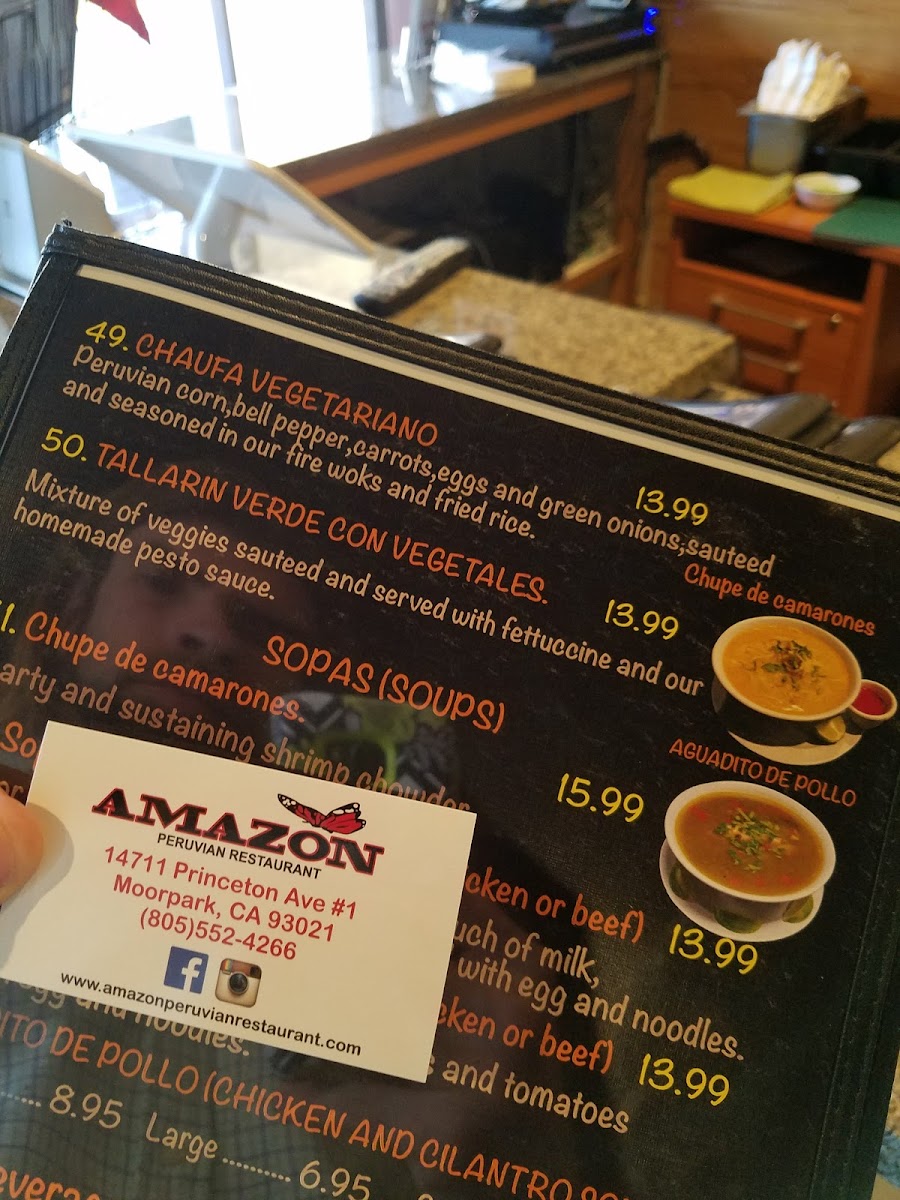 49. CHAUFA VEGETARIANO
Peruvian corn,bell pepper,carrots,eggs and green onions,sauteed
and seasoned in our fire woks and fried rice.
13.99
50. TALLARIN VERDE CON VEGETALES.
13.99
Mixture of veggies sauteed and served with fettuccine and our
homemade pesto sauce.
Chupe de camarones
SOPAS (SOUPS)
1. Chupe de camarones.
15.99
arty and sustaining shrimp chowder
AGUADITO DE POLLO
So
cken or beef) 13.99
uch of milk,
with egg and noodles.
eken or beef) 13.99
and tomatoes
egg and noodles.
ITO DE POLLO (CHICKEN AND CILANTRO
8.95 Large .......... 6.95
AMAZON
PERUVIAN RESTAURANT
14711 Princeton Ave #1
Moorpark, CA 93021
(805)552-4266
f
www.amazonperuvianrestaurant.com